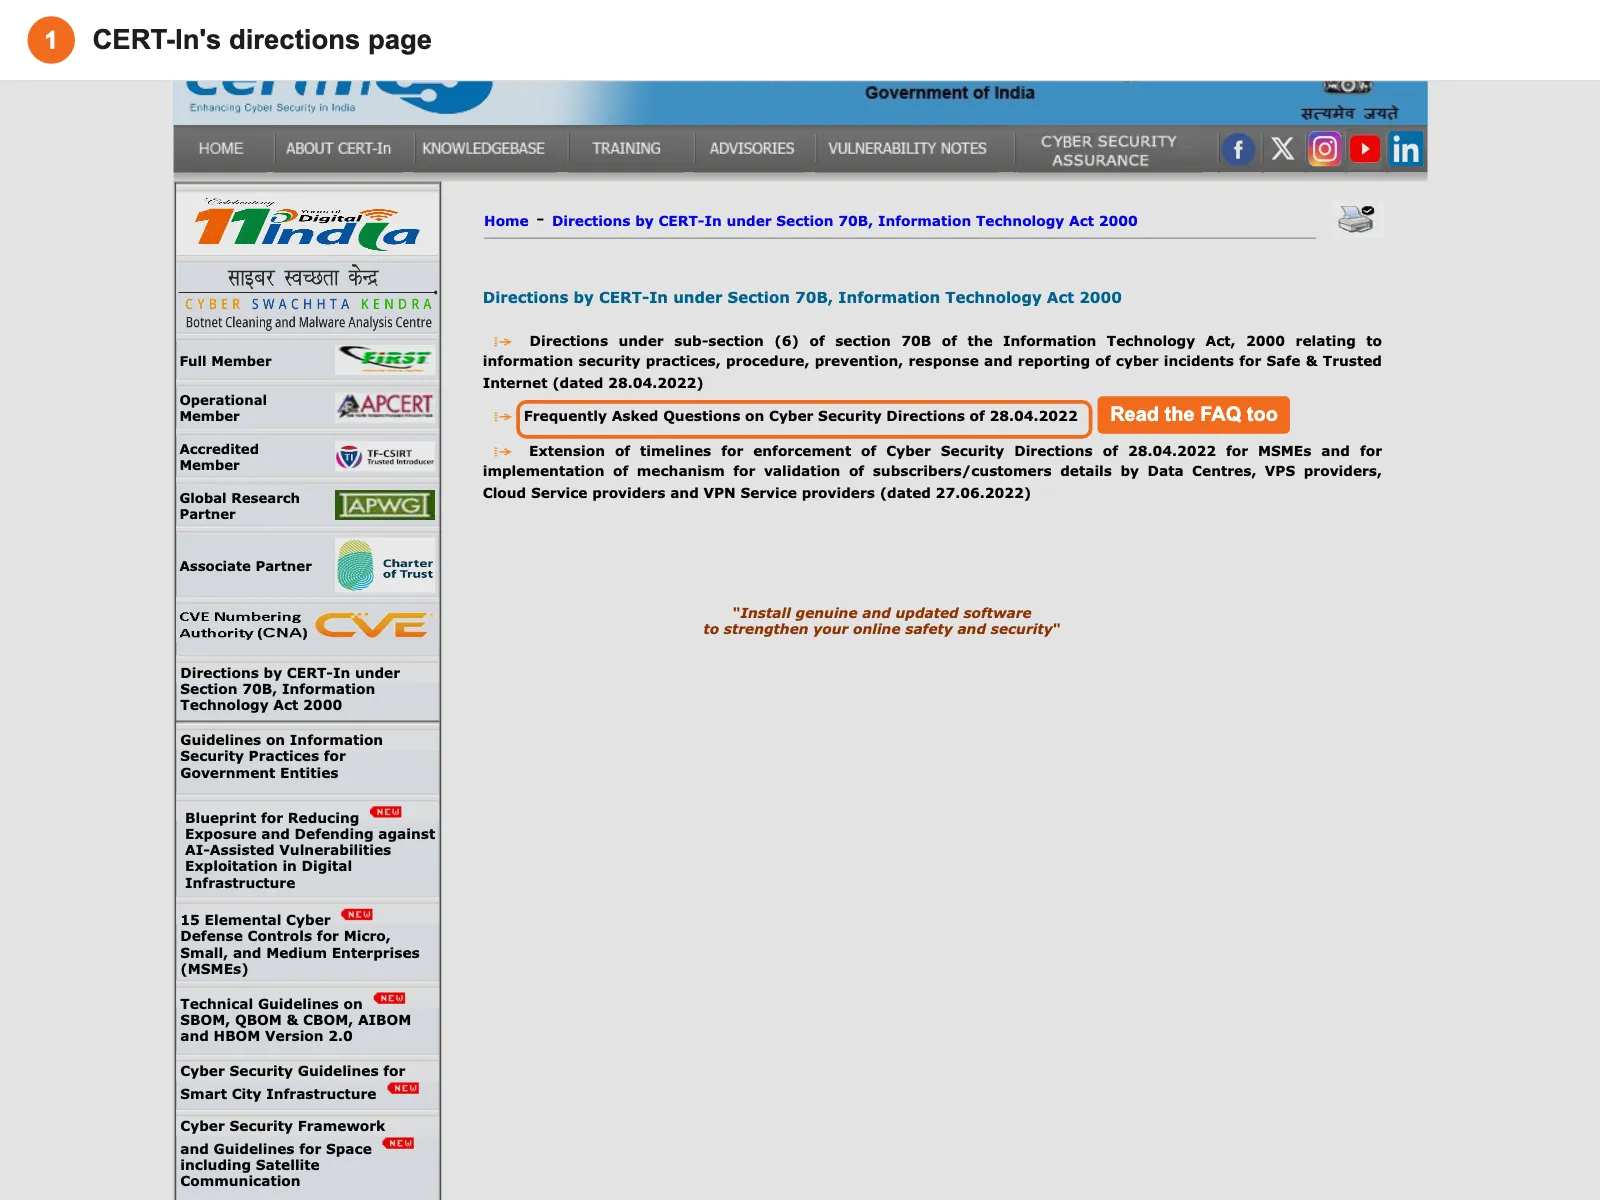 1 CERT-In's directions page
Enhancing Cyber Security in India
Government of India
सत्यमेव जयते
HOME
ABOUT CERT-In
KNOWLEDGEBASE
TRAINING
ADVISORIES
VULNERABILITY NOTES
CYBER SECURITY
ASSURANCE
Celebrating
11 Years of Digital
India
साइबर स्वच्छता केन्द्र
CYBER SWACHHTA KENDRA
Botnet Cleaning and Malware Analysis Centre
Full Member
FIRST
Operational
Member
APCERT
Accredited
Member
TF-CSIRT
Trusted Introducer
Global Research
Partner
APWG
Associate Partner
Charter
of Trust
CVE Numbering
Authority (CNA)
CVE
Directions by CERT-In under
Section 70B, Information
Technology Act 2000
Guidelines on Information
Security Practices for
Government Entities
Blueprint for Reducing NEW
Exposure and Defending against
AI-Assisted Vulnerabilities
Exploitation in Digital
Infrastructure
15 Elemental Cyber NEW
Defense Controls for Micro,
Small, and Medium Enterprises
(MSMEs)
Technical Guidelines on NEW
SBOM, QBOM & CBOM, AIBOM
and HBOM Version 2.0
Cyber Security Guidelines for
Smart City Infrastructure NEW
Cyber Security Framework
and Guidelines for Space NEW
including Satellite
Communication
Home - Directions by CERT-In under Section 70B, Information Technology Act 2000
Directions by CERT-In under Section 70B, Information Technology Act 2000
Directions under sub-section (6) of section 70B of the Information Technology Act, 2000 relating to
information security practices, procedure, prevention, response and reporting of cyber incidents for Safe & Trusted
Internet (dated 28.04.2022)
Frequently Asked Questions on Cyber Security Directions of 28.04.2022
Read the FAQ too
Extension of timelines for enforcement of Cyber Security Directions of 28.04.2022 for MSMEs and for
implementation of mechanism for validation of subscribers/customers details by Data Centres, VPS providers,
Cloud Service providers and VPN Service providers (dated 27.06.2022)
"Install genuine and updated software
to strengthen your online safety and security"